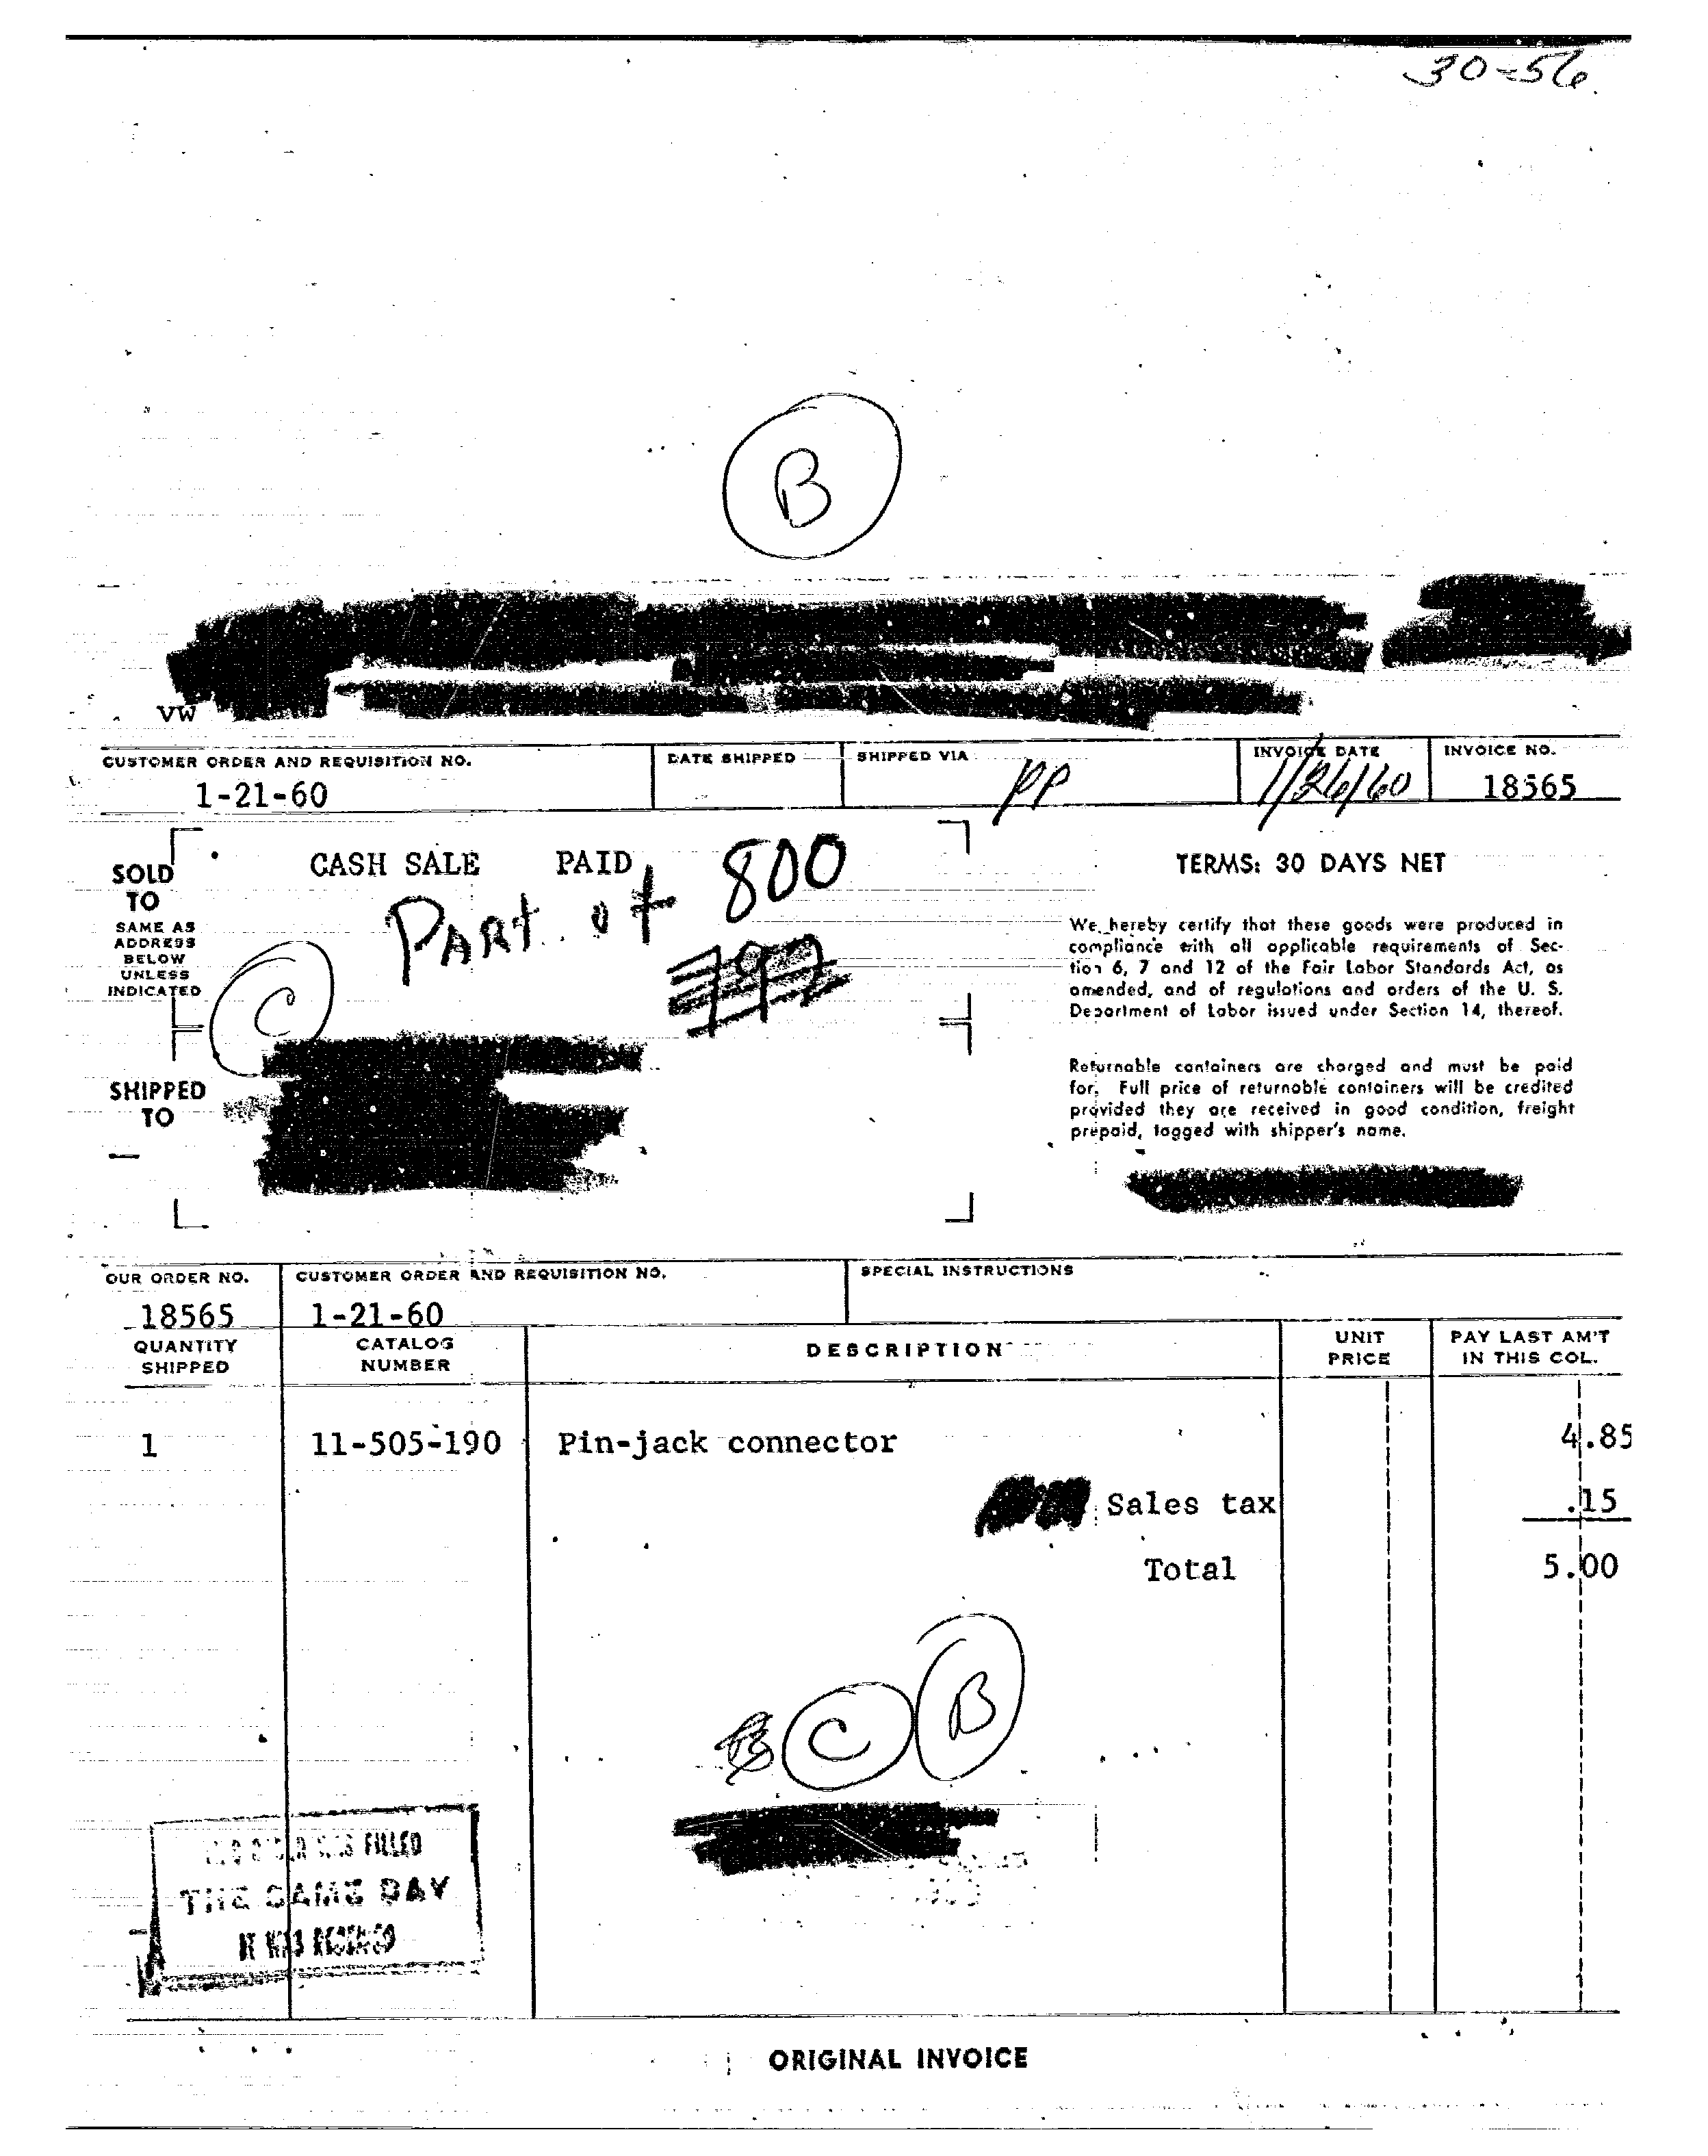 30-56
B
VW
CUSTOMER ORDER AND REQUISITION NO.
1-21-60
DATE SHIPPED
SHIPPED VIA
PP
INVOICE DATE
1/26/60
INVOICE NO.
18565
SOLD
TO
SAME AS
ADDRESS
BELOW
UNLESS
INDICATED
CASH SALE PAID
PART of 800
797
C
SHIPPED
TO
TERMS: 30 DAYS NET
We hereby certify that these goods were produced in
compliance with all applicable requirements of Sec-
tion 6, 7 and 12 of the Fair Labor Standards Act, as
amended, and of regulations and orders of the U. S.
Department of Labor issued under Section 14, thereof.
Returnable containers are charged and must be paid
for. Full price of returnable containers will be credited
provided they are received in good condition, freight
prepaid, tagged with shipper's name.
OUR ORDER NO.
18565
CUSTOMER ORDER AND REQUISITION NO.
1-21-60
SPECIAL INSTRUCTIONS
QUANTITY
SHIPPED
CATALOG
NUMBER
DESCRIPTION
UNIT
PRICE
PAY LAST AM'T
IN THIS COL.
1 11-505-190 Pin-jack connector 4.85
Sales tax .15
Total 5.00
C B
FILLED
THE SAME DAY
IT WAS RECEIVED
ORIGINAL INVOICE